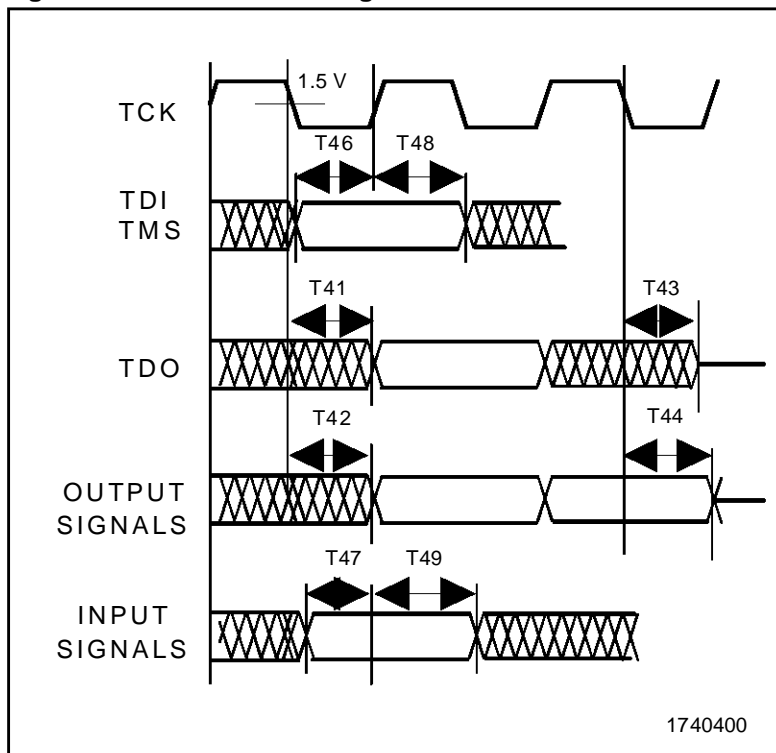 1.5 V
TCK
T46 T48
TDI
TMS
T41 T43
TDO
T42 T44
OUTPUT
SIGNALS
T47 T49
INPUT
SIGNALS
1740400